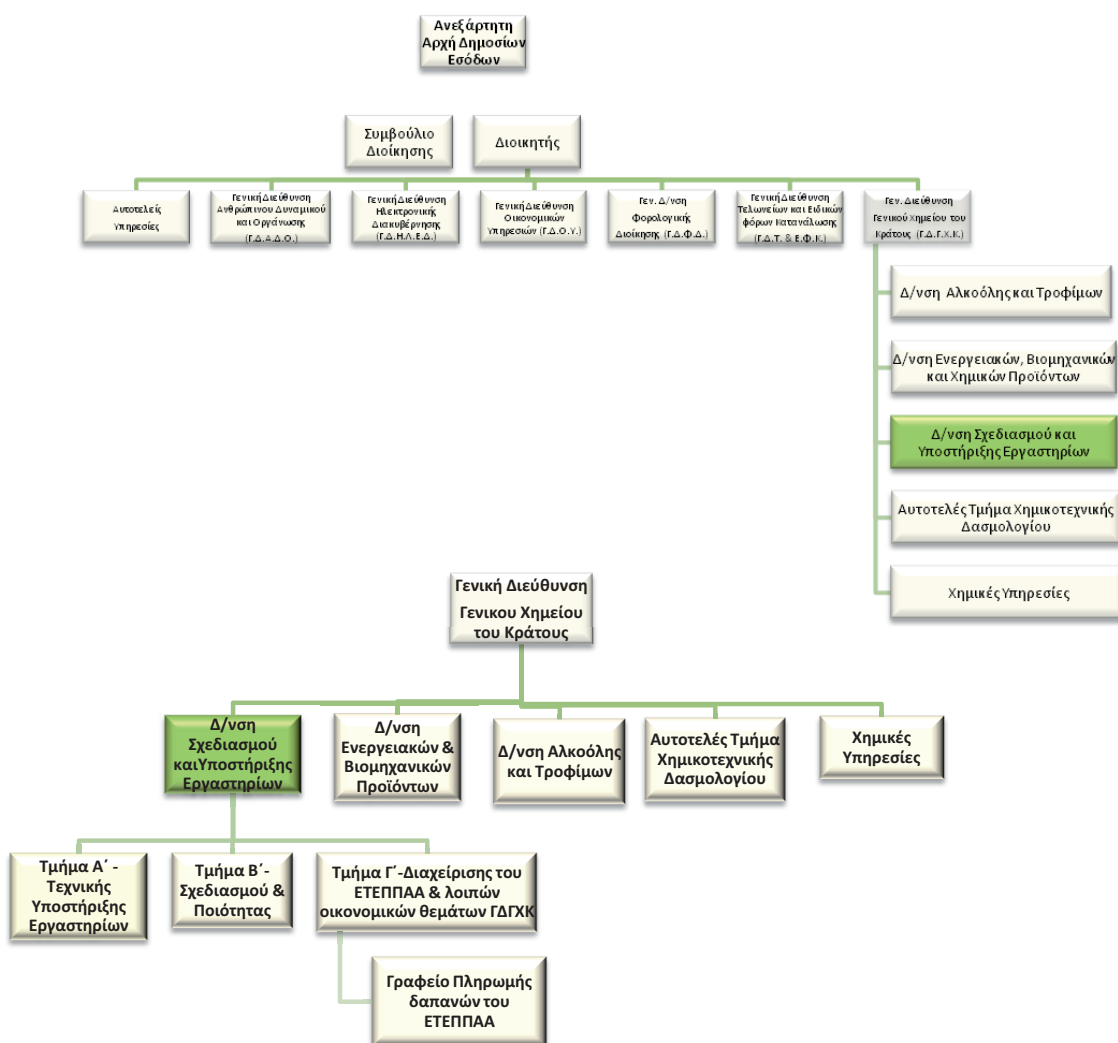 Ανεξάρτητη
Αρχή Δημοσίων
Εσόδων
Συμβούλιο
Διοίκησης
Διοικητής
Αυτοτελείς
Υπηρεσίες
Γενική Διεύθυνση
Ανθρώπινου Δυναμικού
και Οργάνωσης
(Γ.Δ.Α.Δ.Ο.)
Γενική Διεύθυνση
Ηλεκτρονικής
Διακυβέρνησης
(Γ.Δ.Η.Λ.Ε.Δ.)
Γενική Διεύθυνση
Οικονομικών
Υπηρεσιών (Γ.Δ.Ο.Υ.)
Γεν. Δ/νση
Φορολογικής
Διοίκησης (Γ.Δ.Φ.Δ.)
Γενική Διεύθυνση
Τελωνείων και Ειδικών
φόρων Κατανάλωσης
(Γ.Δ.Τ. & Ε.Φ.Κ.)
Γεν. Διεύθυνση
Γενικού Χημείου του
Κράτους (Γ.Δ.Γ.Χ.Κ.)
Δ/νση Αλκοόλης και Τροφίμων
Δ/νση Ενεργειακών, Βιομηχανικών
και Χημικών Προϊόντων
Δ/νση Σχεδιασμού και
Υποστήριξης Εργαστηρίων
Αυτοτελές Τμήμα Χημικοτεχνικής
Δασμολογίου
Χημικές Υπηρεσίες
Γενική Διεύθυνση
Γενικου Χημείου
του Κράτους
Δ/νση
Σχεδιασμού
και Υποστήριξης
Εργαστηρίων
Δ/νση
Ενεργειακών &
Βιομηχανικών
Προϊόντων
Δ/νση Αλκοόλης
και Τροφίμων
Αυτοτελές Τμήμα
Χημικοτεχνικής
Δασμολογίου
Χημικές
Υπηρεσίες
Τμήμα Α΄ -
Τεχνικής
Υποστήριξης
Εργαστηρίων
Τμήμα Β΄-
Σχεδιασμού &
Ποιότητας
Τμήμα Γ΄-Διαχείρισης του
ΕΤΕΠΠΑΑ & λοιπών
οικονομικών θεμάτων ΓΔΓΧΚ
Γραφείο Πληρωμής
δαπανών του
ΕΤΕΠΠΑΑ